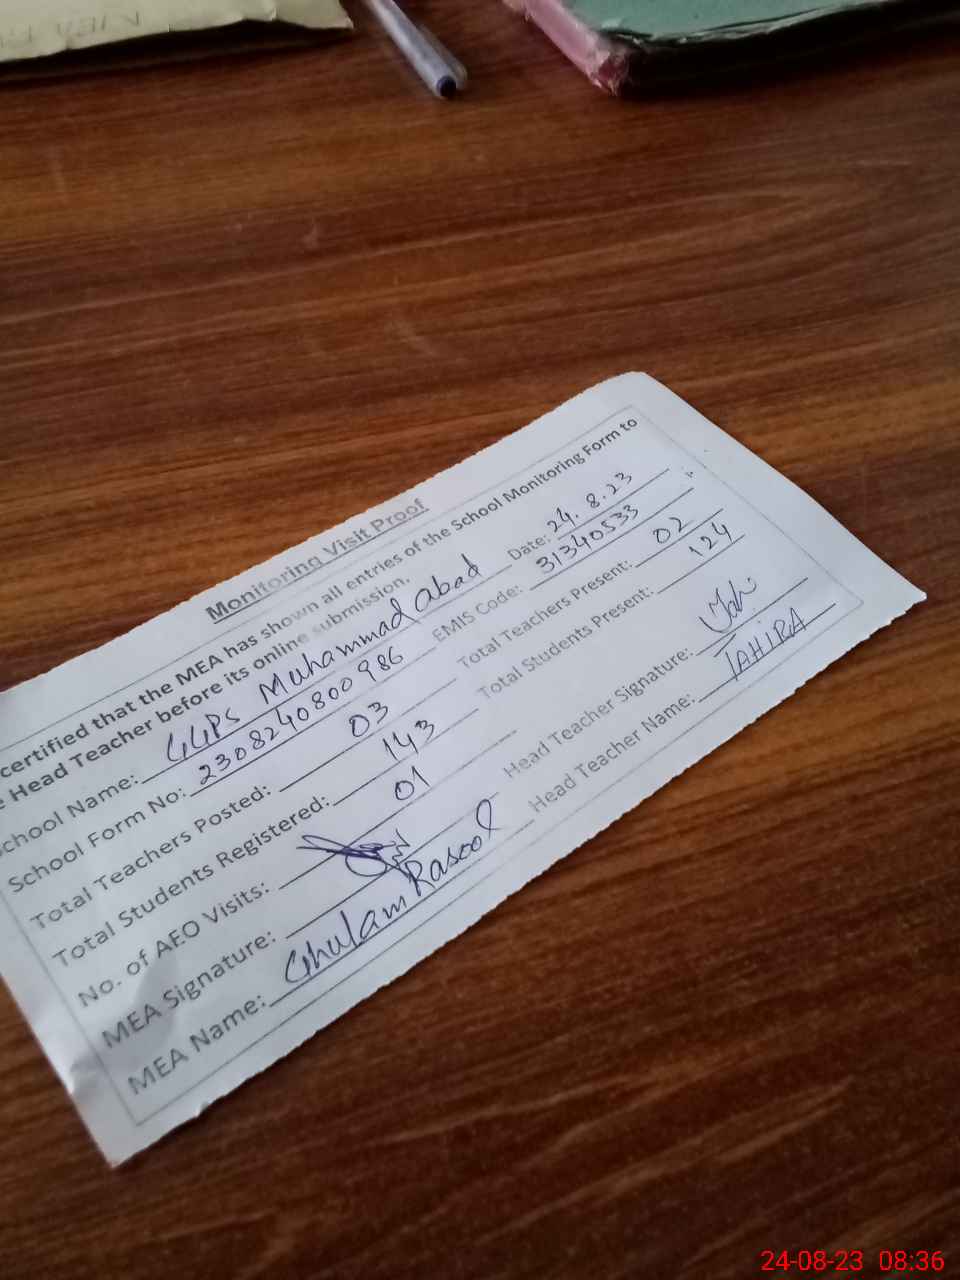 Monitoring Visit Proof
certified that the MEA has shown all entries of the School Monitoring Form to
Head Teacher before its online submission.
School Name: GGPS Muhammad abad Date: 24.8.23
School Form No: 2308240800986 EMIS Code: 31340533
Total Teachers Posted: 03 Total Teachers Present: 02
Total Students Registered: 143 Total Students Present: 124
No. of AEO Visits: 01
MEA Signature: Head Teacher Signature:
MEA Name: Ghulam Rasool Head Teacher Name: TAHIRA
24-08-23 08:36